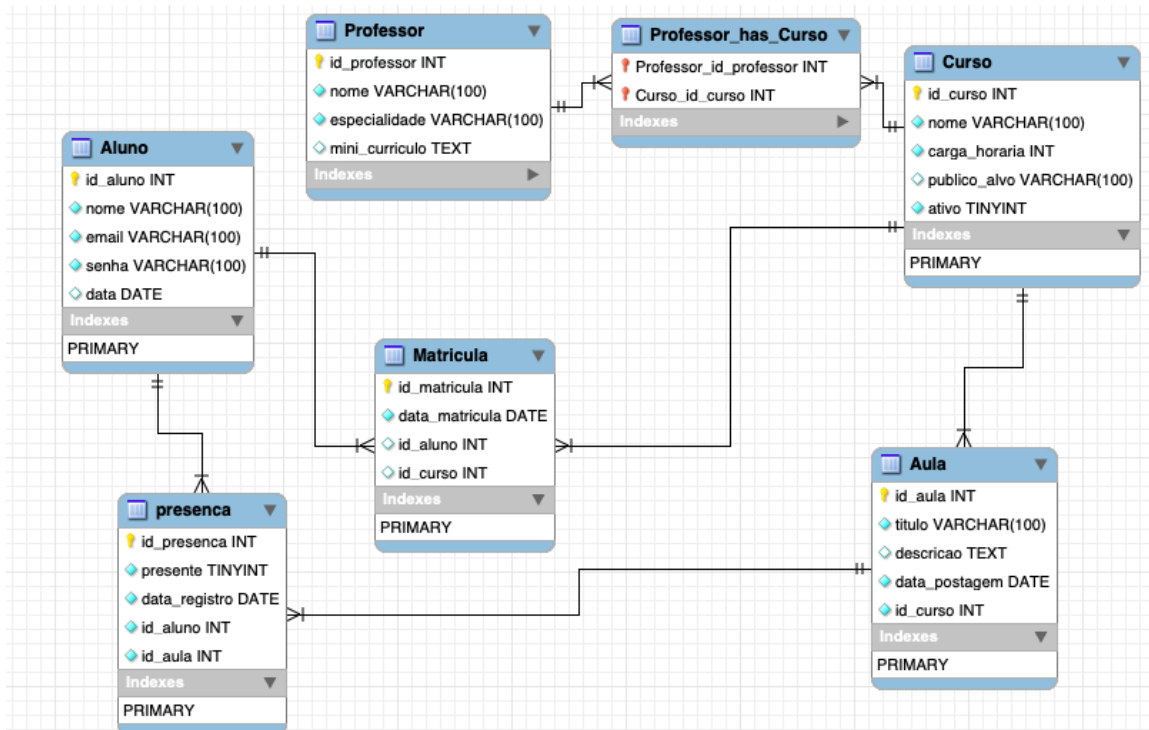 Professor
id_professor INT
nome VARCHAR(100)
especialidade VARCHAR(100)
mini_curriculo TEXT
Indexes
Professor_has_Curso
Professor_id_professor INT
Curso_id_curso INT
Indexes
Curso
id_curso INT
nome VARCHAR(100)
carga_horaria INT
publico_alvo VARCHAR(100)
ativo TINYINT
Indexes
PRIMARY
Aluno
id_aluno INT
nome VARCHAR(100)
email VARCHAR(100)
senha VARCHAR(100)
data DATE
Indexes
PRIMARY
Matricula
id_matricula INT
data_matricula DATE
id_aluno INT
id_curso INT
Indexes
PRIMARY
Aula
id_aula INT
titulo VARCHAR(100)
descricao TEXT
data_postagem DATE
id_curso INT
Indexes
PRIMARY
presenca
id_presenca INT
presente TINYINT
data_registro DATE
id_aluno INT
id_aula INT
Indexes
PRIMARY